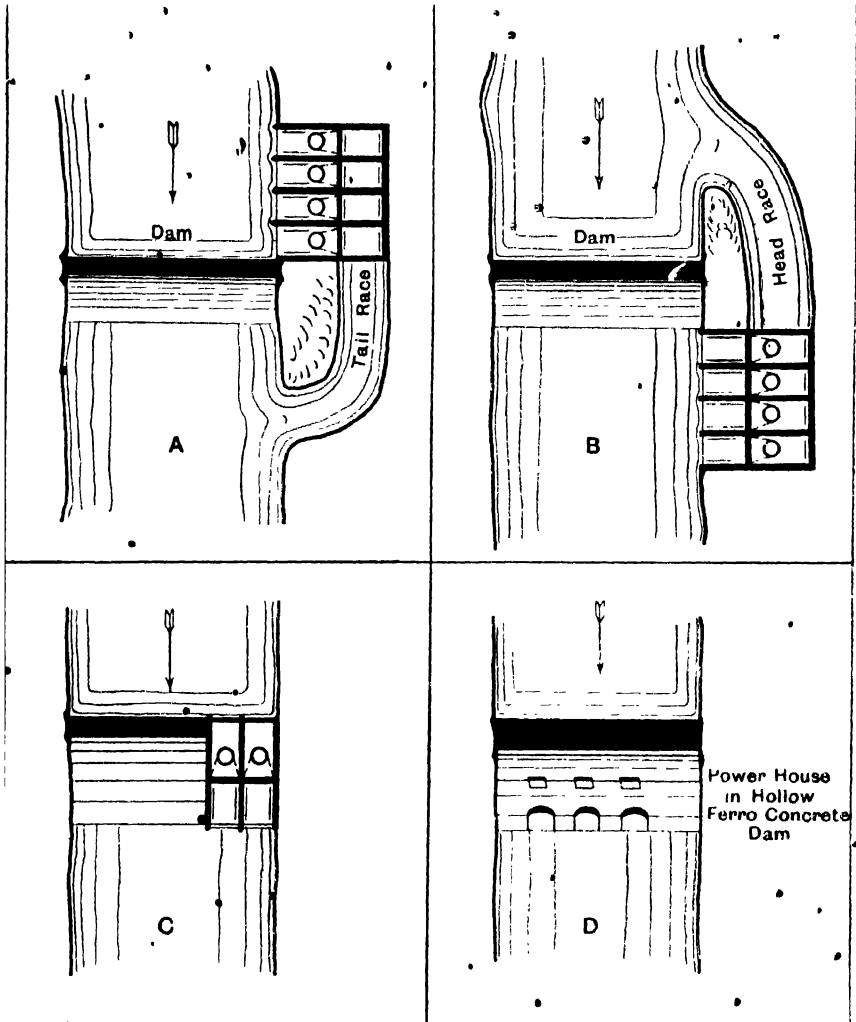 Dam
Tail Race
A
Dam
Head Race
B
C
Power House
in Hollow
Ferro Concrete
Dam
D